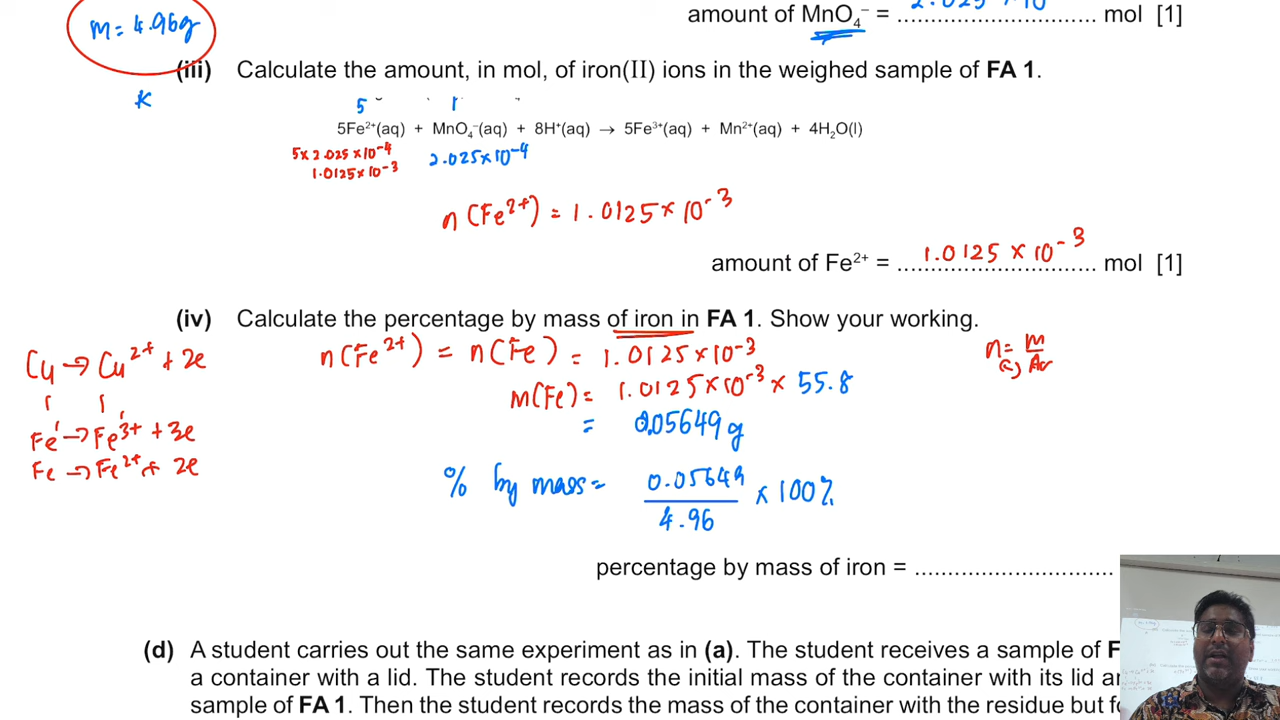 m = 4.96g
amount of MnO₄⁻ = .............................. mol [1]
(iii) Calculate the amount, in mol, of iron(II) ions in the weighed sample of FA 1.
5Fe²⁺(aq) + MnO₄⁻(aq) + 8H⁺(aq) → 5Fe³⁺(aq) + Mn²⁺(aq) + 4H₂O(l)
5×2.025×10⁻⁴ 2.025×10⁻⁴
1.0125×10⁻³
n(Fe²⁺) = 1.0125×10⁻³
amount of Fe²⁺ = 1.0125 × 10⁻³ mol [1]
(iv) Calculate the percentage by mass of iron in FA 1. Show your working.
n(Fe²⁺) = n(Fe) = 1.0125×10⁻³
n = m/Ar
Cu → Cu²⁺ + 2e
m(Fe) = 1.0125×10⁻³ × 55.8
Fe → Fe³⁺ + 3e
= 0.05649g
Fe → Fe²⁺ + 2e
% by mass = 0.05649/4.96 × 100%
percentage by mass of iron = ..............................
(d) A student carries out the same experiment as in (a). The student receives a sample of F
a container with a lid. The student records the initial mass of the container with its lid
sample of FA 1. Then the student records the mass of the container with the residue but